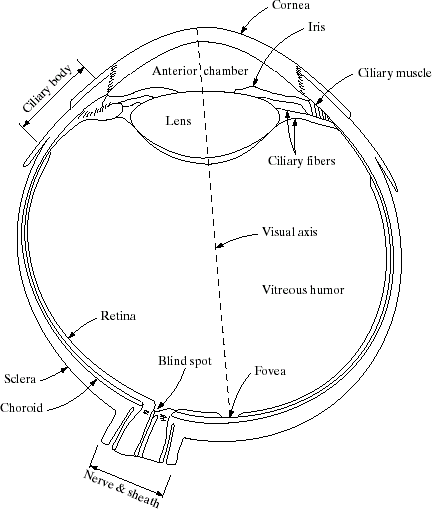 Cornea
Iris
Ciliary body
Anterior chamber
Ciliary muscle
Lens
Ciliary fibers
Visual axis
Vitreous humor
Retina
Blind spot
Fovea
Sclera
Choroid
Nerve & sheath